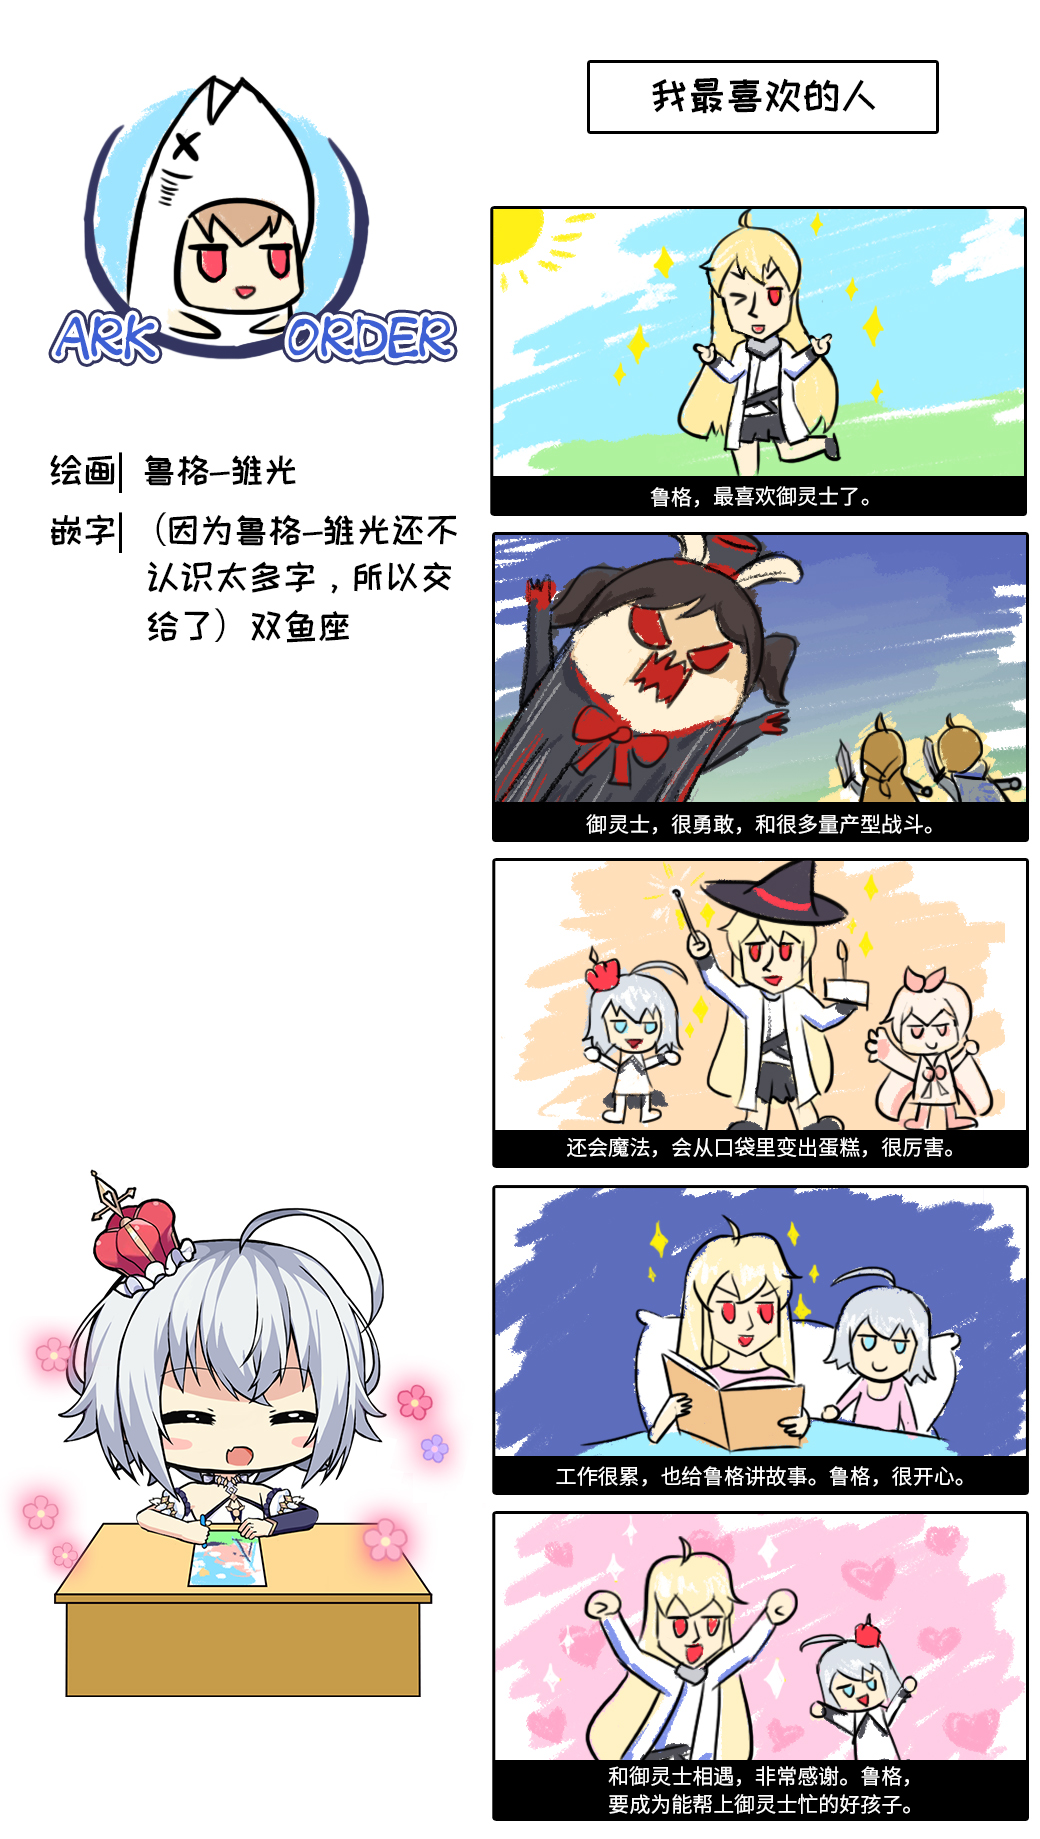 ARK ORDER
绘画 鲁格—雏光
嵌字 （因为鲁格—雏光还不
认识太多字，所以交
给了）双鱼座
我最喜欢的人
鲁格，最喜欢御灵士了。
御灵士，很勇敢，和很多量产型战斗。
还会魔法，会从口袋里变出蛋糕，很厉害。
工作很累，也给鲁格讲故事。鲁格，很开心。
和御灵士相遇，非常感谢。鲁格，
要成为能帮上御灵士忙的好孩子。